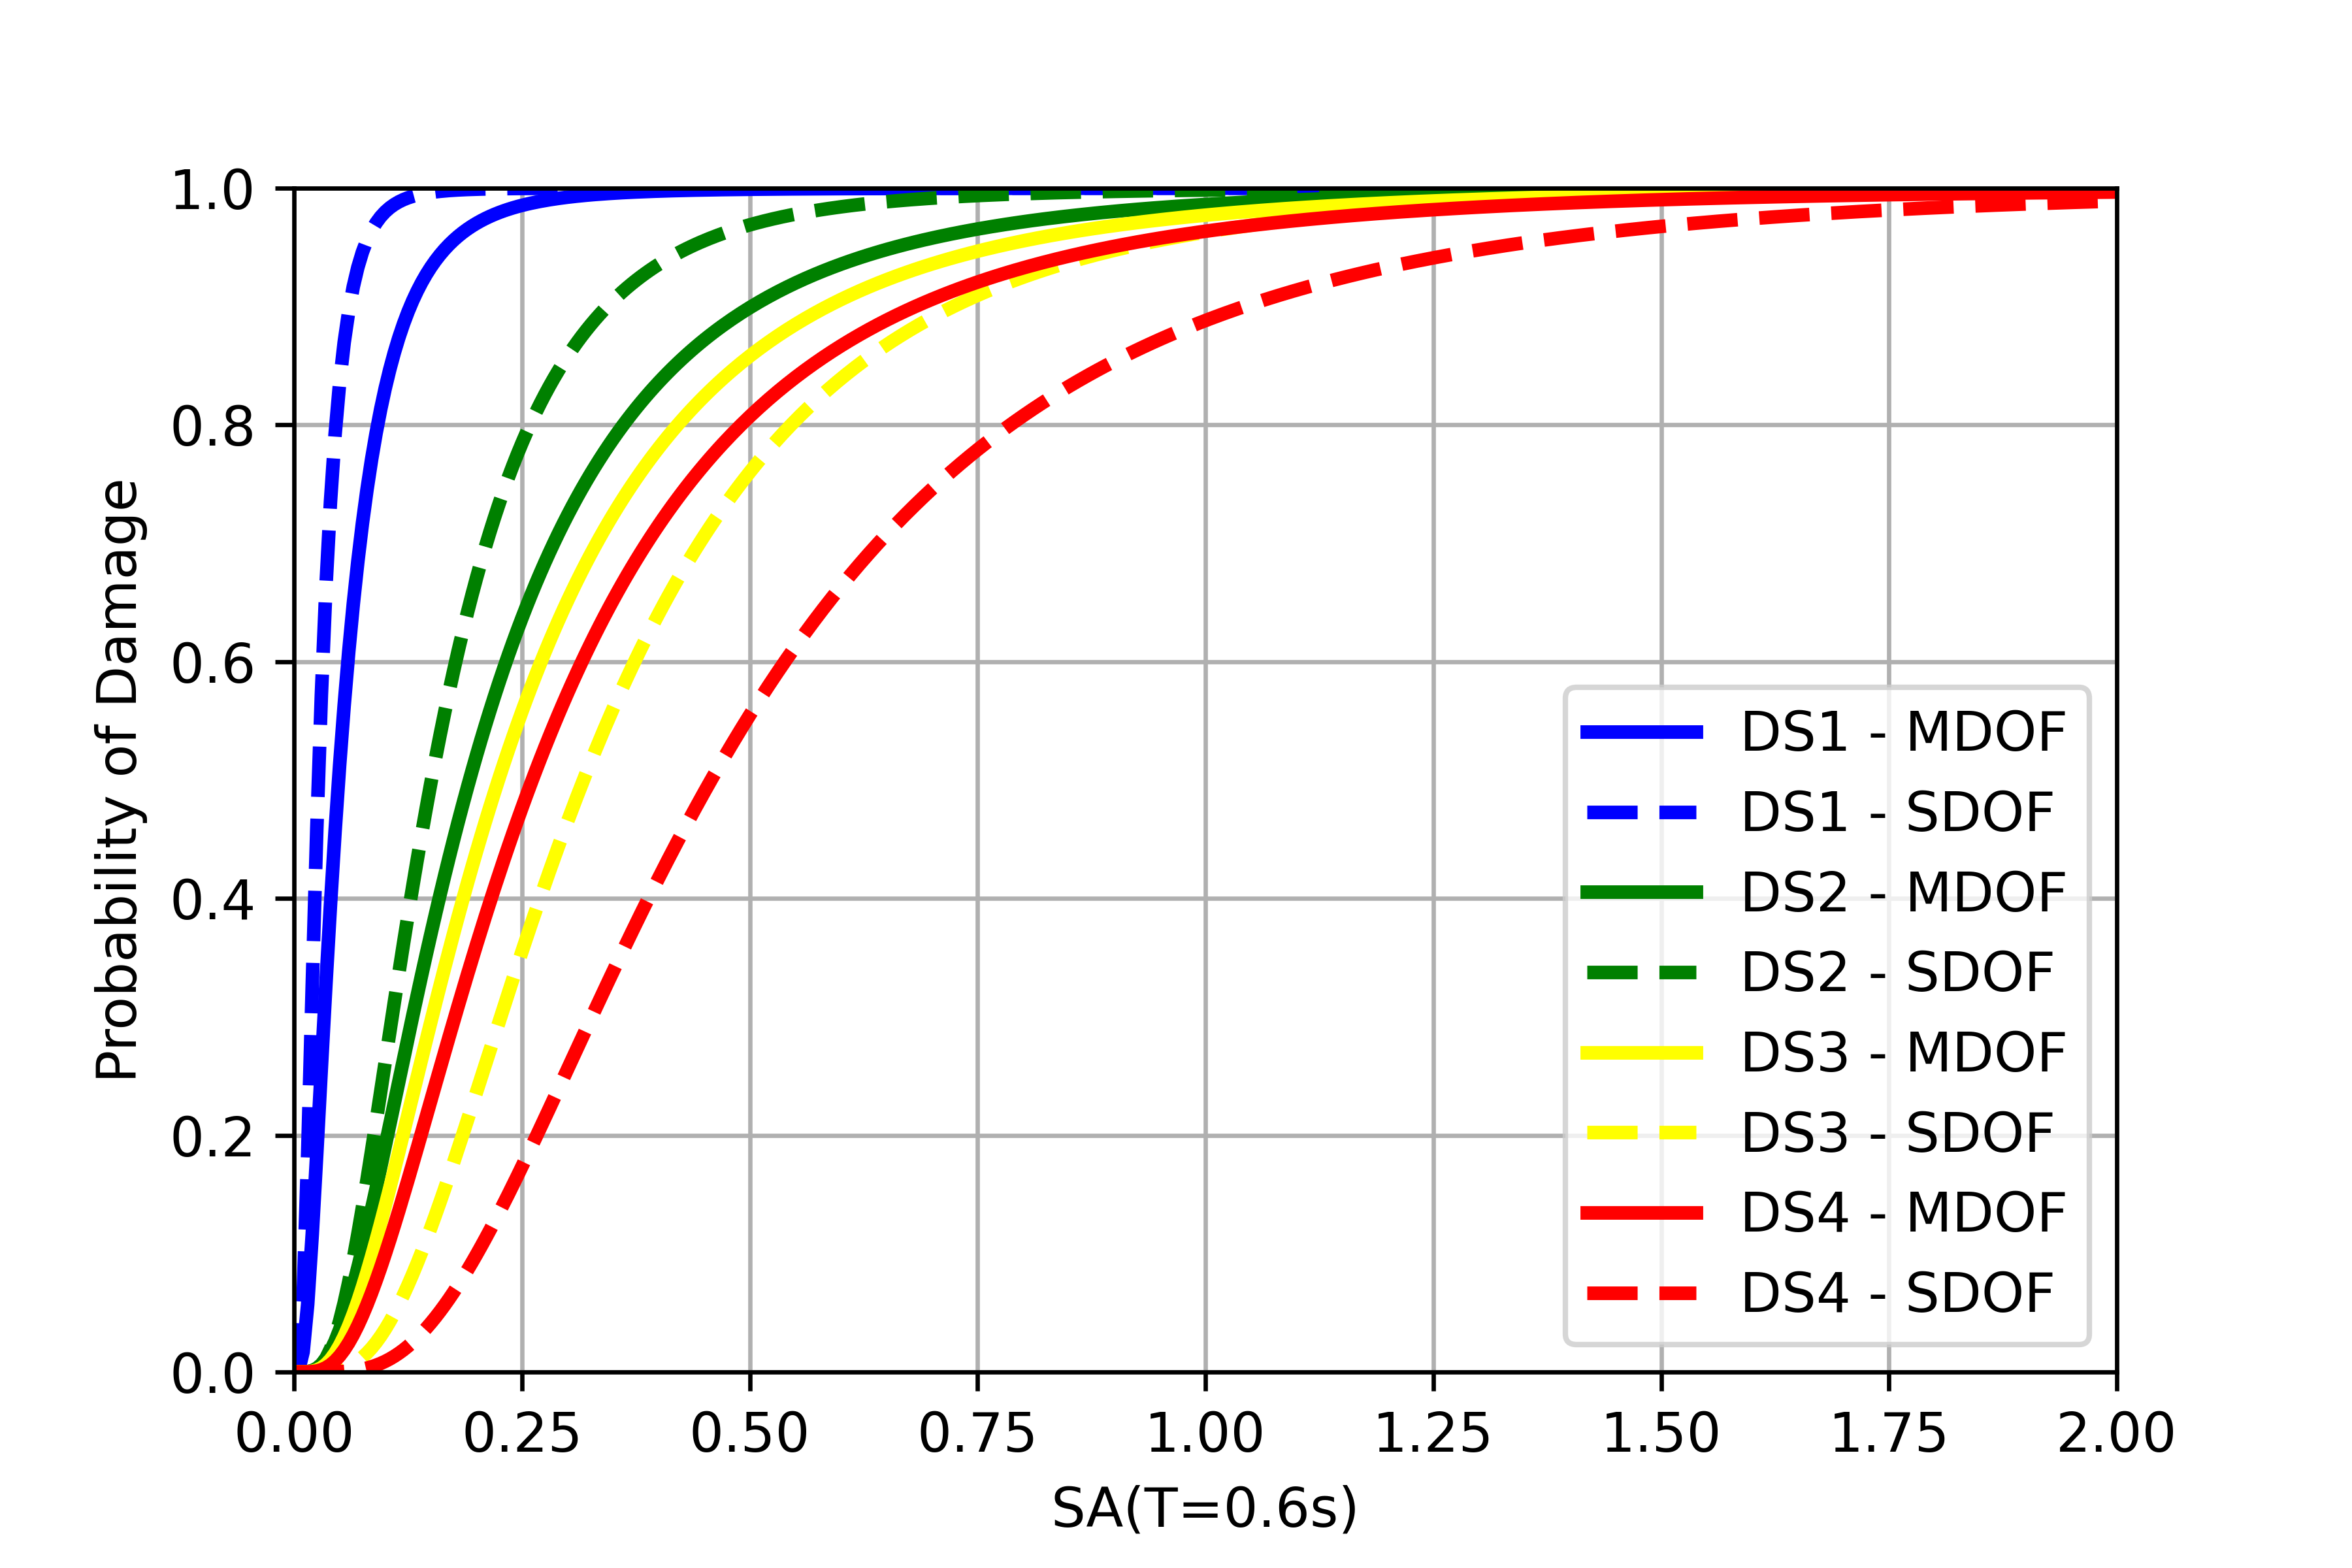 1.0
0.8
0.6
0.4
0.2
0.0
Probability of Damage
0.00 0.25 0.50 0.75 1.00 1.25 1.50 1.75 2.00
SA(T=0.6s)
DS1 - MDOF
DS1 - SDOF
DS2 - MDOF
DS2 - SDOF
DS3 - MDOF
DS3 - SDOF
DS4 - MDOF
DS4 - SDOF